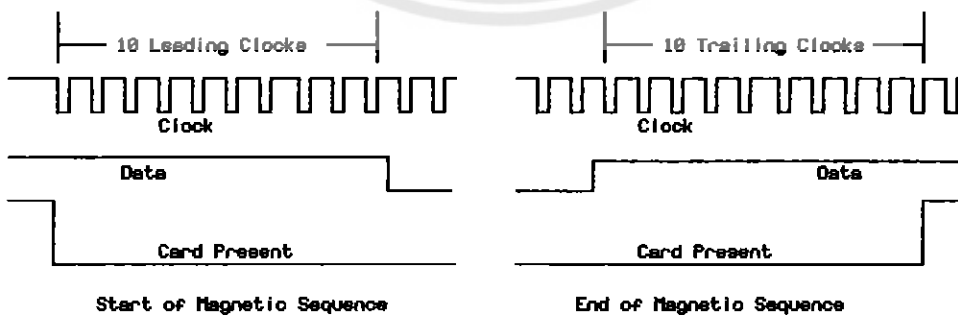 10 Leading Clocks
10 Trailing Clocks
Clock
Clock
Data
Data
Card Present
Card Present
Start of Magnetic Sequence
End of Magnetic Sequence